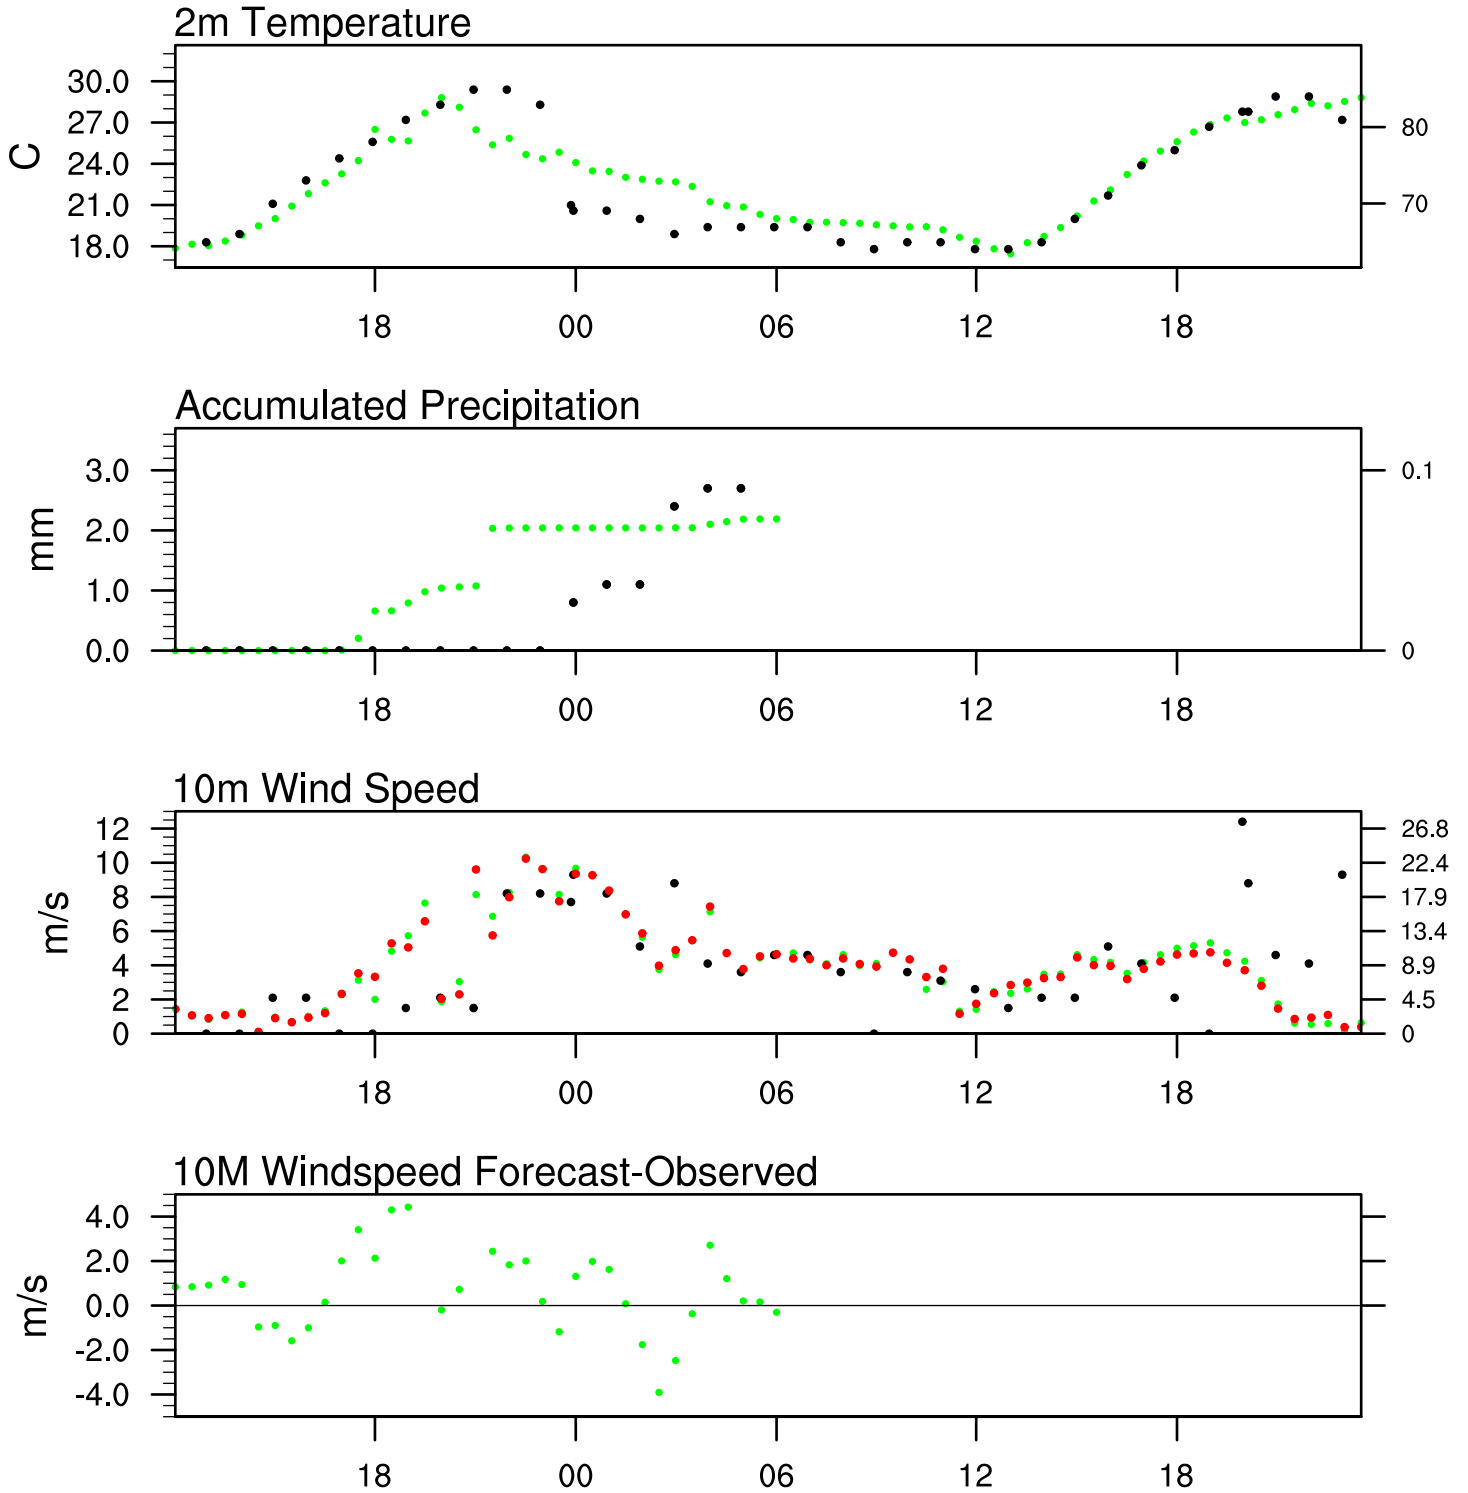 2m Temperature
30.0
27.0
24.0
21.0
18.0
C
80
70
18 00 06 12 18
Accumulated Precipitation
3.0
2.0
1.0
0.0
mm
0.1
0
18 00 06 12 18
10m Wind Speed
12
10
8
6
4
2
0
m/s
26.8
22.4
17.9
13.4
8.9
4.5
0
18 00 06 12 18
10M Windspeed Forecast-Observed
4.0
2.0
0.0
-2.0
-4.0
m/s
18 00 06 12 18